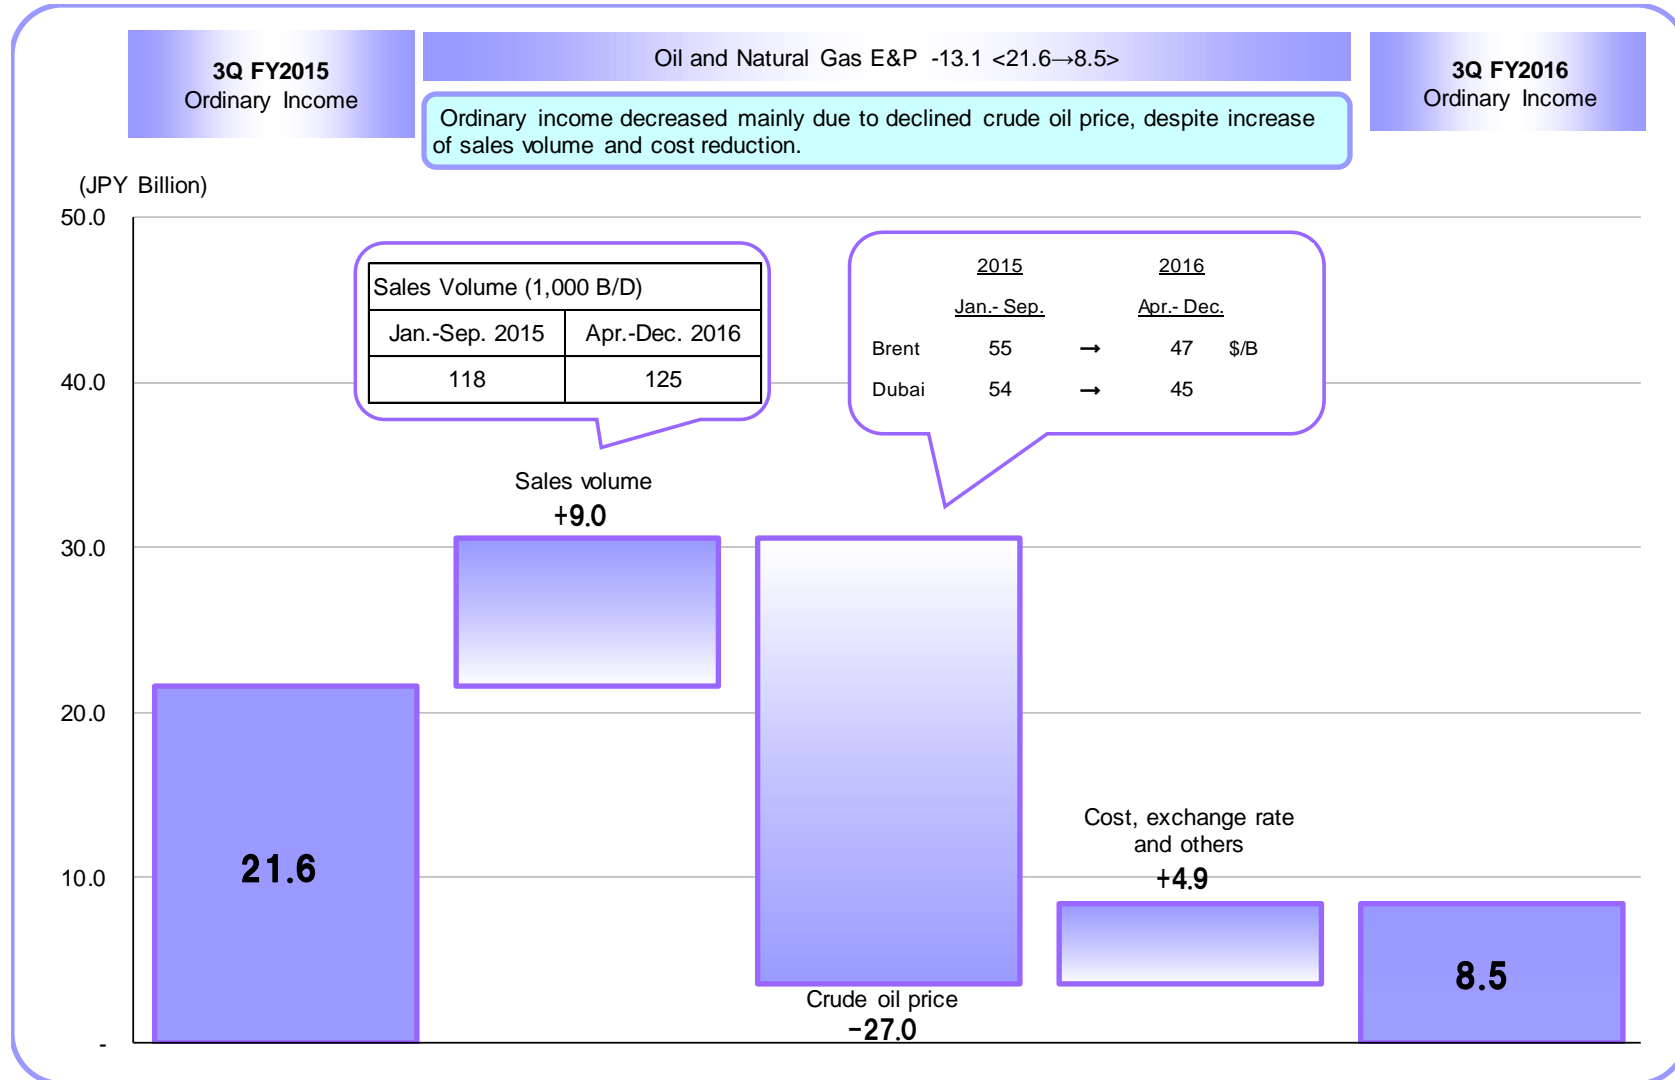 3Q FY2015
Ordinary Income
Oil and Natural Gas E&P -13.1 <21.6→8.5>
3Q FY2016
Ordinary Income
Ordinary income decreased mainly due to declined crude oil price, despite increase
of sales volume and cost reduction.
(JPY Billion)
50.0
40.0
30.0
20.0
10.0
-
Sales Volume (1,000 B/D)
Jan.-Sep. 2015 Apr.-Dec. 2016
118 125
2015 2016
Jan.- Sep. Apr.- Dec.
Brent 55 → 47 $/B
Dubai 54 → 45
Sales volume
+9.0
Cost, exchange rate
and others
+4.9
21.6
8.5
Crude oil price
-27.0